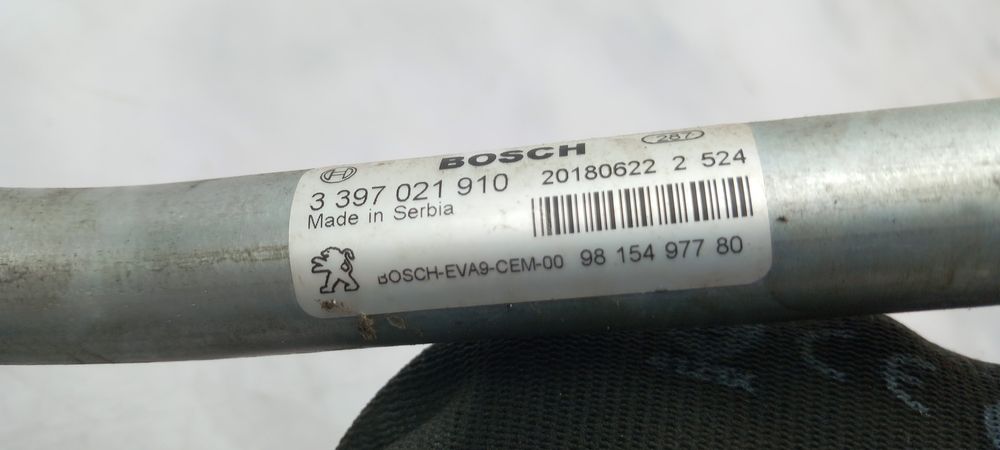 BOSCH 287
3 397 021 910 20180622 2 524
Made in Serbia
BOSCH-EVA9-CEM-00 98 154 977 80